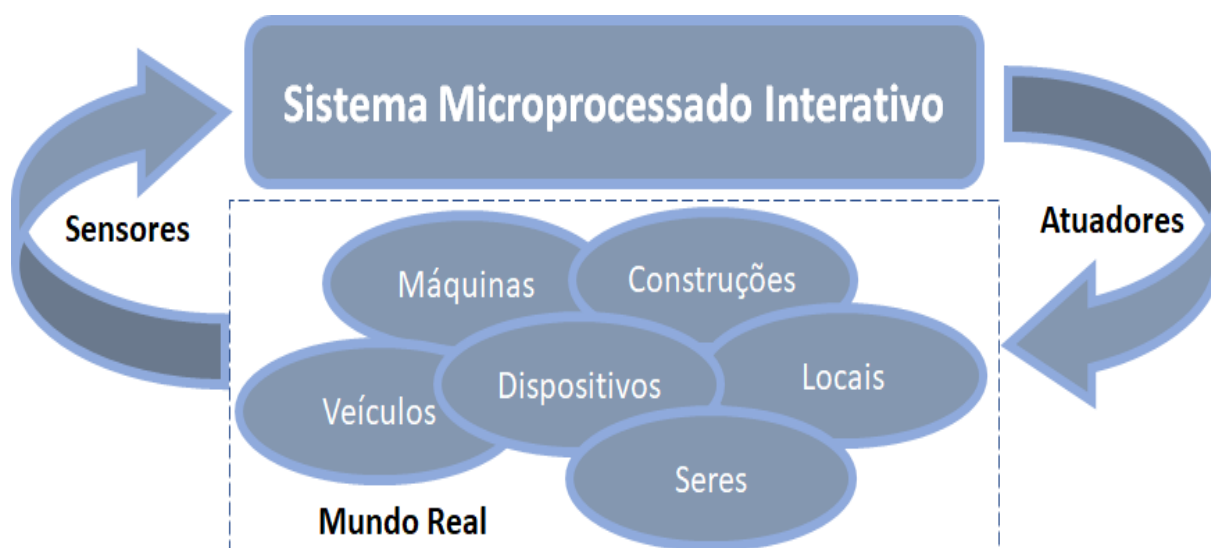 Sistema Microprocessado Interativo
Sensores
Atuadores
Máquinas
Construções
Veículos
Dispositivos
Locais
Seres
Mundo Real